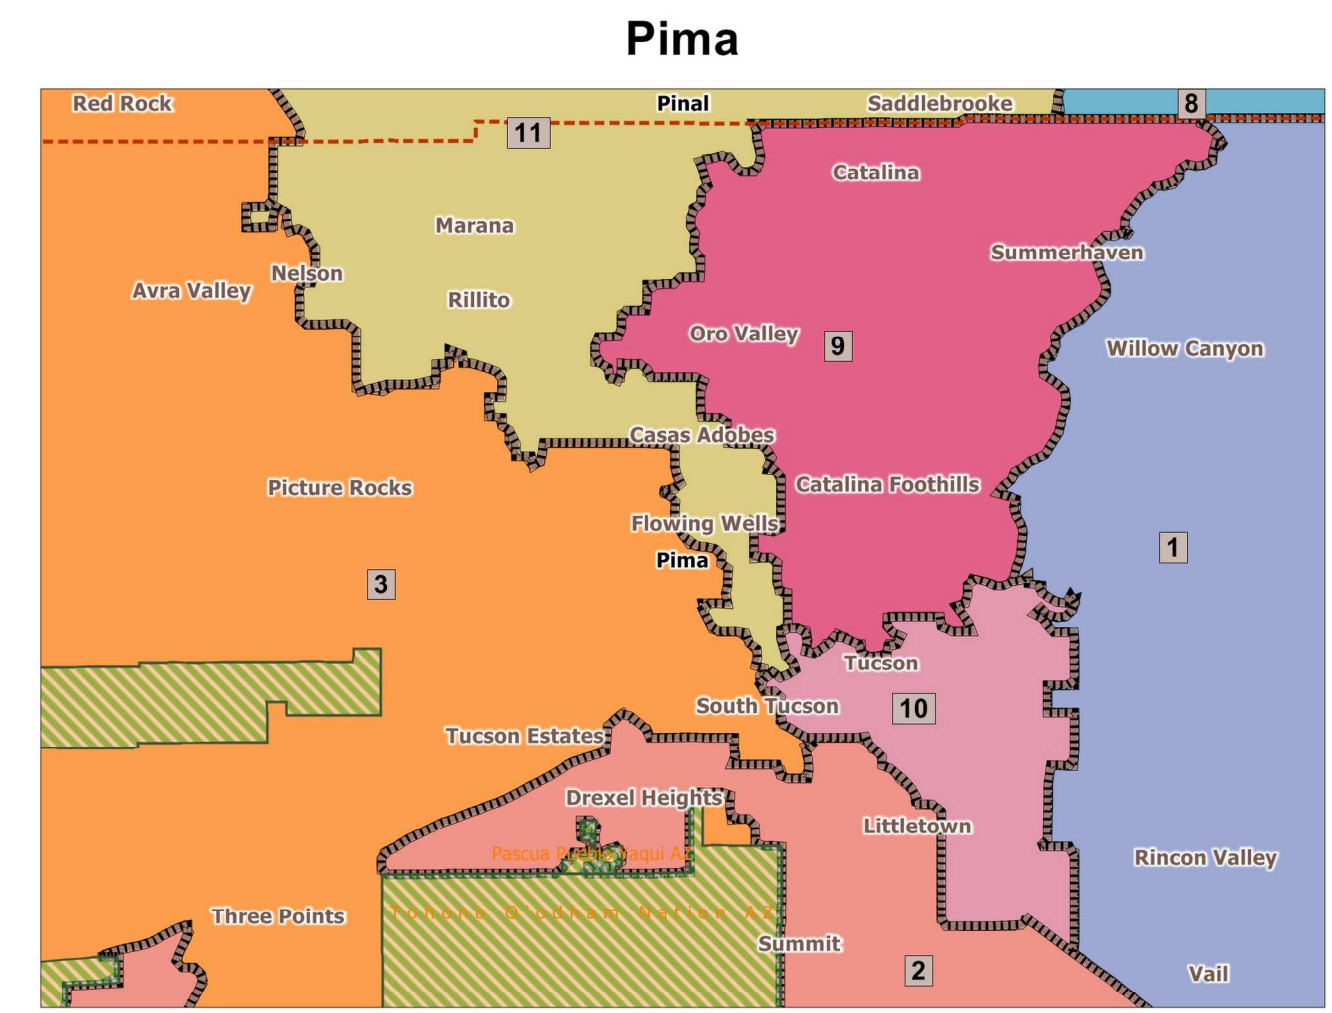 Pima
Red Rock
Pinal
Saddlebrooke
8
11
Catalina
Marana
Summerhaven
Nelson
Avra Valley
Rillito
Oro Valley
9
Willow Canyon
Casas Adobes
Picture Rocks
Catalina Foothills
Flowing Wells
1
Pima
3
Tucson
South Tucson
10
Tucson Estates
Drexel Heights
Littletown
Pascua Pueblo Yaqui AZ
Rincon Valley
Tohono O'odham Nation AZ
Three Points
Summit
2
Vail